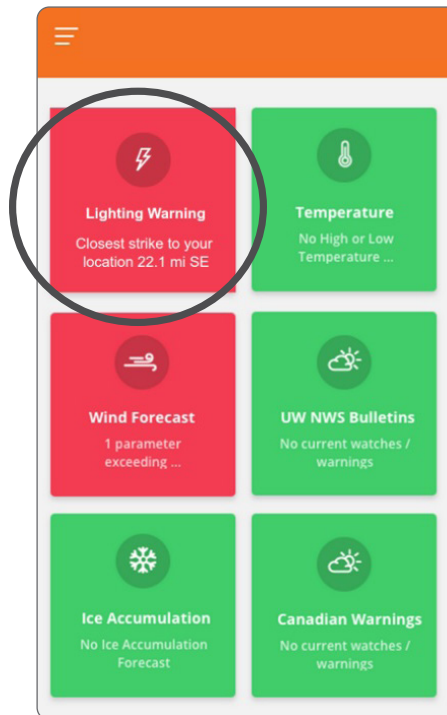 Lighting Warning
Closest strike to your
location 22.1 mi SE
Temperature
No High or Low
Temperature ...
Wind Forecast
1 parameter
exceeding ...
UW NWS Bulletins
No current watches /
warnings
Ice Accumulation
No Ice Accumulation
Forecast
Canadian Warnings
No current watches /
warnings